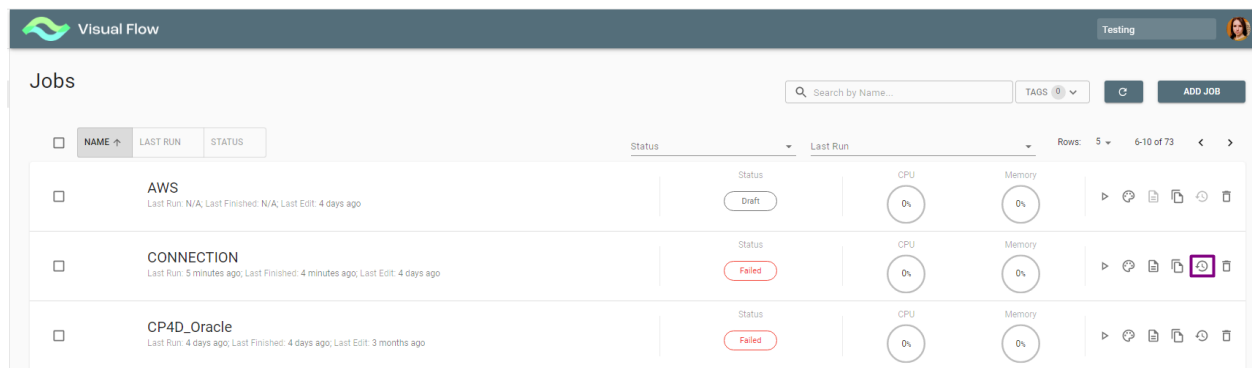 Visual Flow
Testing
Jobs
Search by Name...
TAGS 0
ADD JOB
NAME LAST RUN STATUS
Status
Last Run
Rows: 5 6-10 of 73
AWS
Last Run: N/A; Last Finished: N/A; Last Edit: 4 days ago
Status
Draft
CPU
0%
Memory
0%
CONNECTION
Last Run: 5 minutes ago; Last Finished: 4 minutes ago; Last Edit: 4 days ago
Status
Failed
CPU
0%
Memory
0%
CP4D_Oracle
Last Run: 4 days ago; Last Finished: 4 days ago; Last Edit: 3 months ago
Status
Failed
CPU
0%
Memory
0%